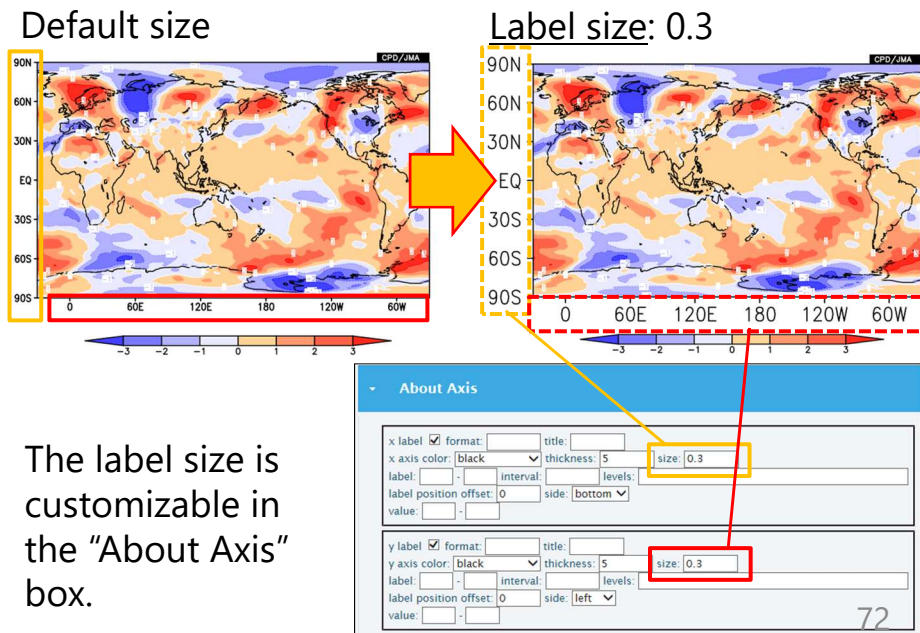 Default size
Label size: 0.3
CPD/JMA
90N
60N
30N
EQ
30S
60S
90S
0 60E 120E 180 120W 60W
-3 -2 -1 0 1 2 3
CPD/JMA
90N
60N
30N
EQ
30S
60S
90S
0 60E 120E 180 120W 60W
-3 -2 -1 0 1 2 3
The label size is
customizable in
the “About Axis”
box.
About Axis
x label format: title:
x axis color: black thickness: 5 size: 0.3
label: - interval: levels:
label position offset: 0 side: bottom
value: -
y label format: title:
y axis color: black thickness: 5 size: 0.3
label: - interval: levels:
label position offset: 0 side: left
value: -
72